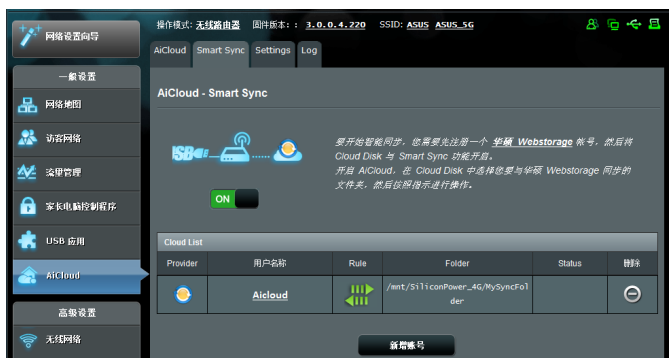 网络设置向导
操作模式: 无线路由器 固件版本: : 3.0.0.4.220 SSID: ASUS ASUS_5G
AiCloud Smart Sync Settings Log
一般设置
网络地图
访客网络
流量管理
家长电脑控制程序
USB 应用
AiCloud
高级设置
无线网络
AiCloud - Smart Sync
要开始智能同步，您需要先注册一个 华硕 Webstorage 帐号，然后将
Cloud Disk 与 Smart Sync 功能开启。
开启 AiCloud，在 Cloud Disk 中选择您要与华硕 Webstorage 同步的
文件夹，然后按照指示进行操作。
ON
Cloud List
Provider 用户名称 Rule Folder Status 删除
Aicloud /mnt/SiliconPower_4G/MySyncFol
der
新增账号